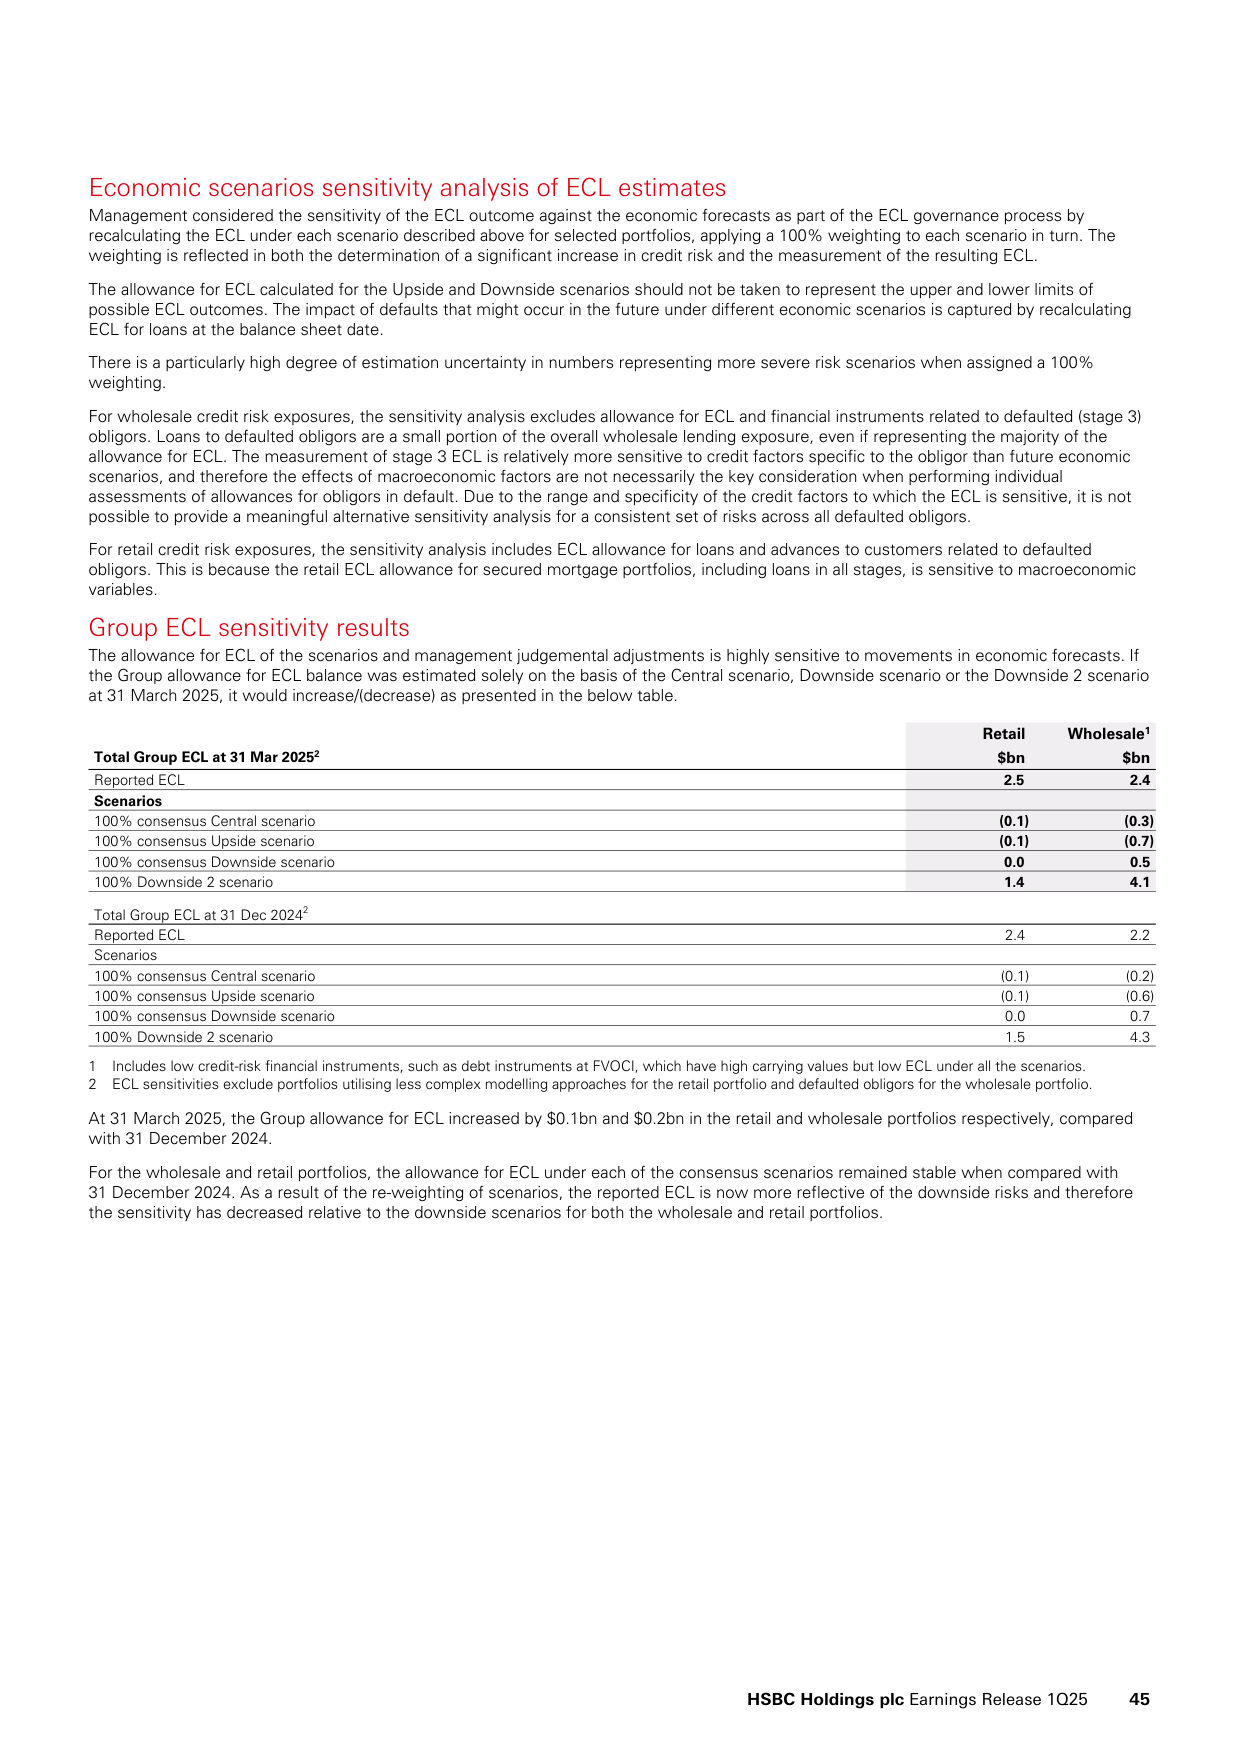 Economic scenarios sensitivity analysis of ECL estimates
Management considered the sensitivity of the ECL outcome against the economic forecasts as part of the ECL governance process by
recalculating the ECL under each scenario described above for selected portfolios, applying a 100% weighting to each scenario in turn. The
weighting is reflected in both the determination of a significant increase in credit risk and the measurement of the resulting ECL.
The allowance for ECL calculated for the Upside and Downside scenarios should not be taken to represent the upper and lower limits of
possible ECL outcomes. The impact of defaults that might occur in the future under different economic scenarios is captured by recalculating
ECL for loans at the balance sheet date.
There is a particularly high degree of estimation uncertainty in numbers representing more severe risk scenarios when assigned a 100%
weighting.
For wholesale credit risk exposures, the sensitivity analysis excludes allowance for ECL and financial instruments related to defaulted (stage 3)
obligors. Loans to defaulted obligors are a small portion of the overall wholesale lending exposure, even if representing the majority of the
allowance for ECL. The measurement of stage 3 ECL is relatively more sensitive to credit factors specific to the obligor than future economic
scenarios, and therefore the effects of macroeconomic factors are not necessarily the key consideration when performing individual
assessments of allowances for obligors in default. Due to the range and specificity of the credit factors to which the ECL is sensitive, it is not
possible to provide a meaningful alternative sensitivity analysis for a consistent set of risks across all defaulted obligors.
For retail credit risk exposures, the sensitivity analysis includes ECL allowance for loans and advances to customers related to defaulted
obligors. This is because the retail ECL allowance for secured mortgage portfolios, including loans in all stages, is sensitive to macroeconomic
variables.
Group ECL sensitivity results
The allowance for ECL of the scenarios and management judgemental adjustments is highly sensitive to movements in economic forecasts. If
the Group allowance for ECL balance was estimated solely on the basis of the Central scenario, Downside scenario or the Downside 2 scenario
at 31 March 2025, it would increase/(decrease) as presented in the below table.
Retail Wholesale1
Total Group ECL at 31 Mar 20252 $bn $bn
Reported ECL 2.5 2.4
Scenarios
100% consensus Central scenario (0.1) (0.3)
100% consensus Upside scenario (0.1) (0.7)
100% consensus Downside scenario 0.0 0.5
100% Downside 2 scenario 1.4 4.1
Total Group ECL at 31 Dec 20242
Reported ECL 2.4 2.2
Scenarios
100% consensus Central scenario (0.1) (0.2)
100% consensus Upside scenario (0.1) (0.6)
100% consensus Downside scenario 0.0 0.7
100% Downside 2 scenario 1.5 4.3
1 Includes low credit-risk financial instruments, such as debt instruments at FVOCI, which have high carrying values but low ECL under all the scenarios.
2 ECL sensitivities exclude portfolios utilising less complex modelling approaches for the retail portfolio and defaulted obligors for the wholesale portfolio.
At 31 March 2025, the Group allowance for ECL increased by $0.1bn and $0.2bn in the retail and wholesale portfolios respectively, compared
with 31 December 2024.
For the wholesale and retail portfolios, the allowance for ECL under each of the consensus scenarios remained stable when compared with
31 December 2024. As a result of the re-weighting of scenarios, the reported ECL is now more reflective of the downside risks and therefore
the sensitivity has decreased relative to the downside scenarios for both the wholesale and retail portfolios.
HSBC Holdings plc Earnings Release 1Q25 45